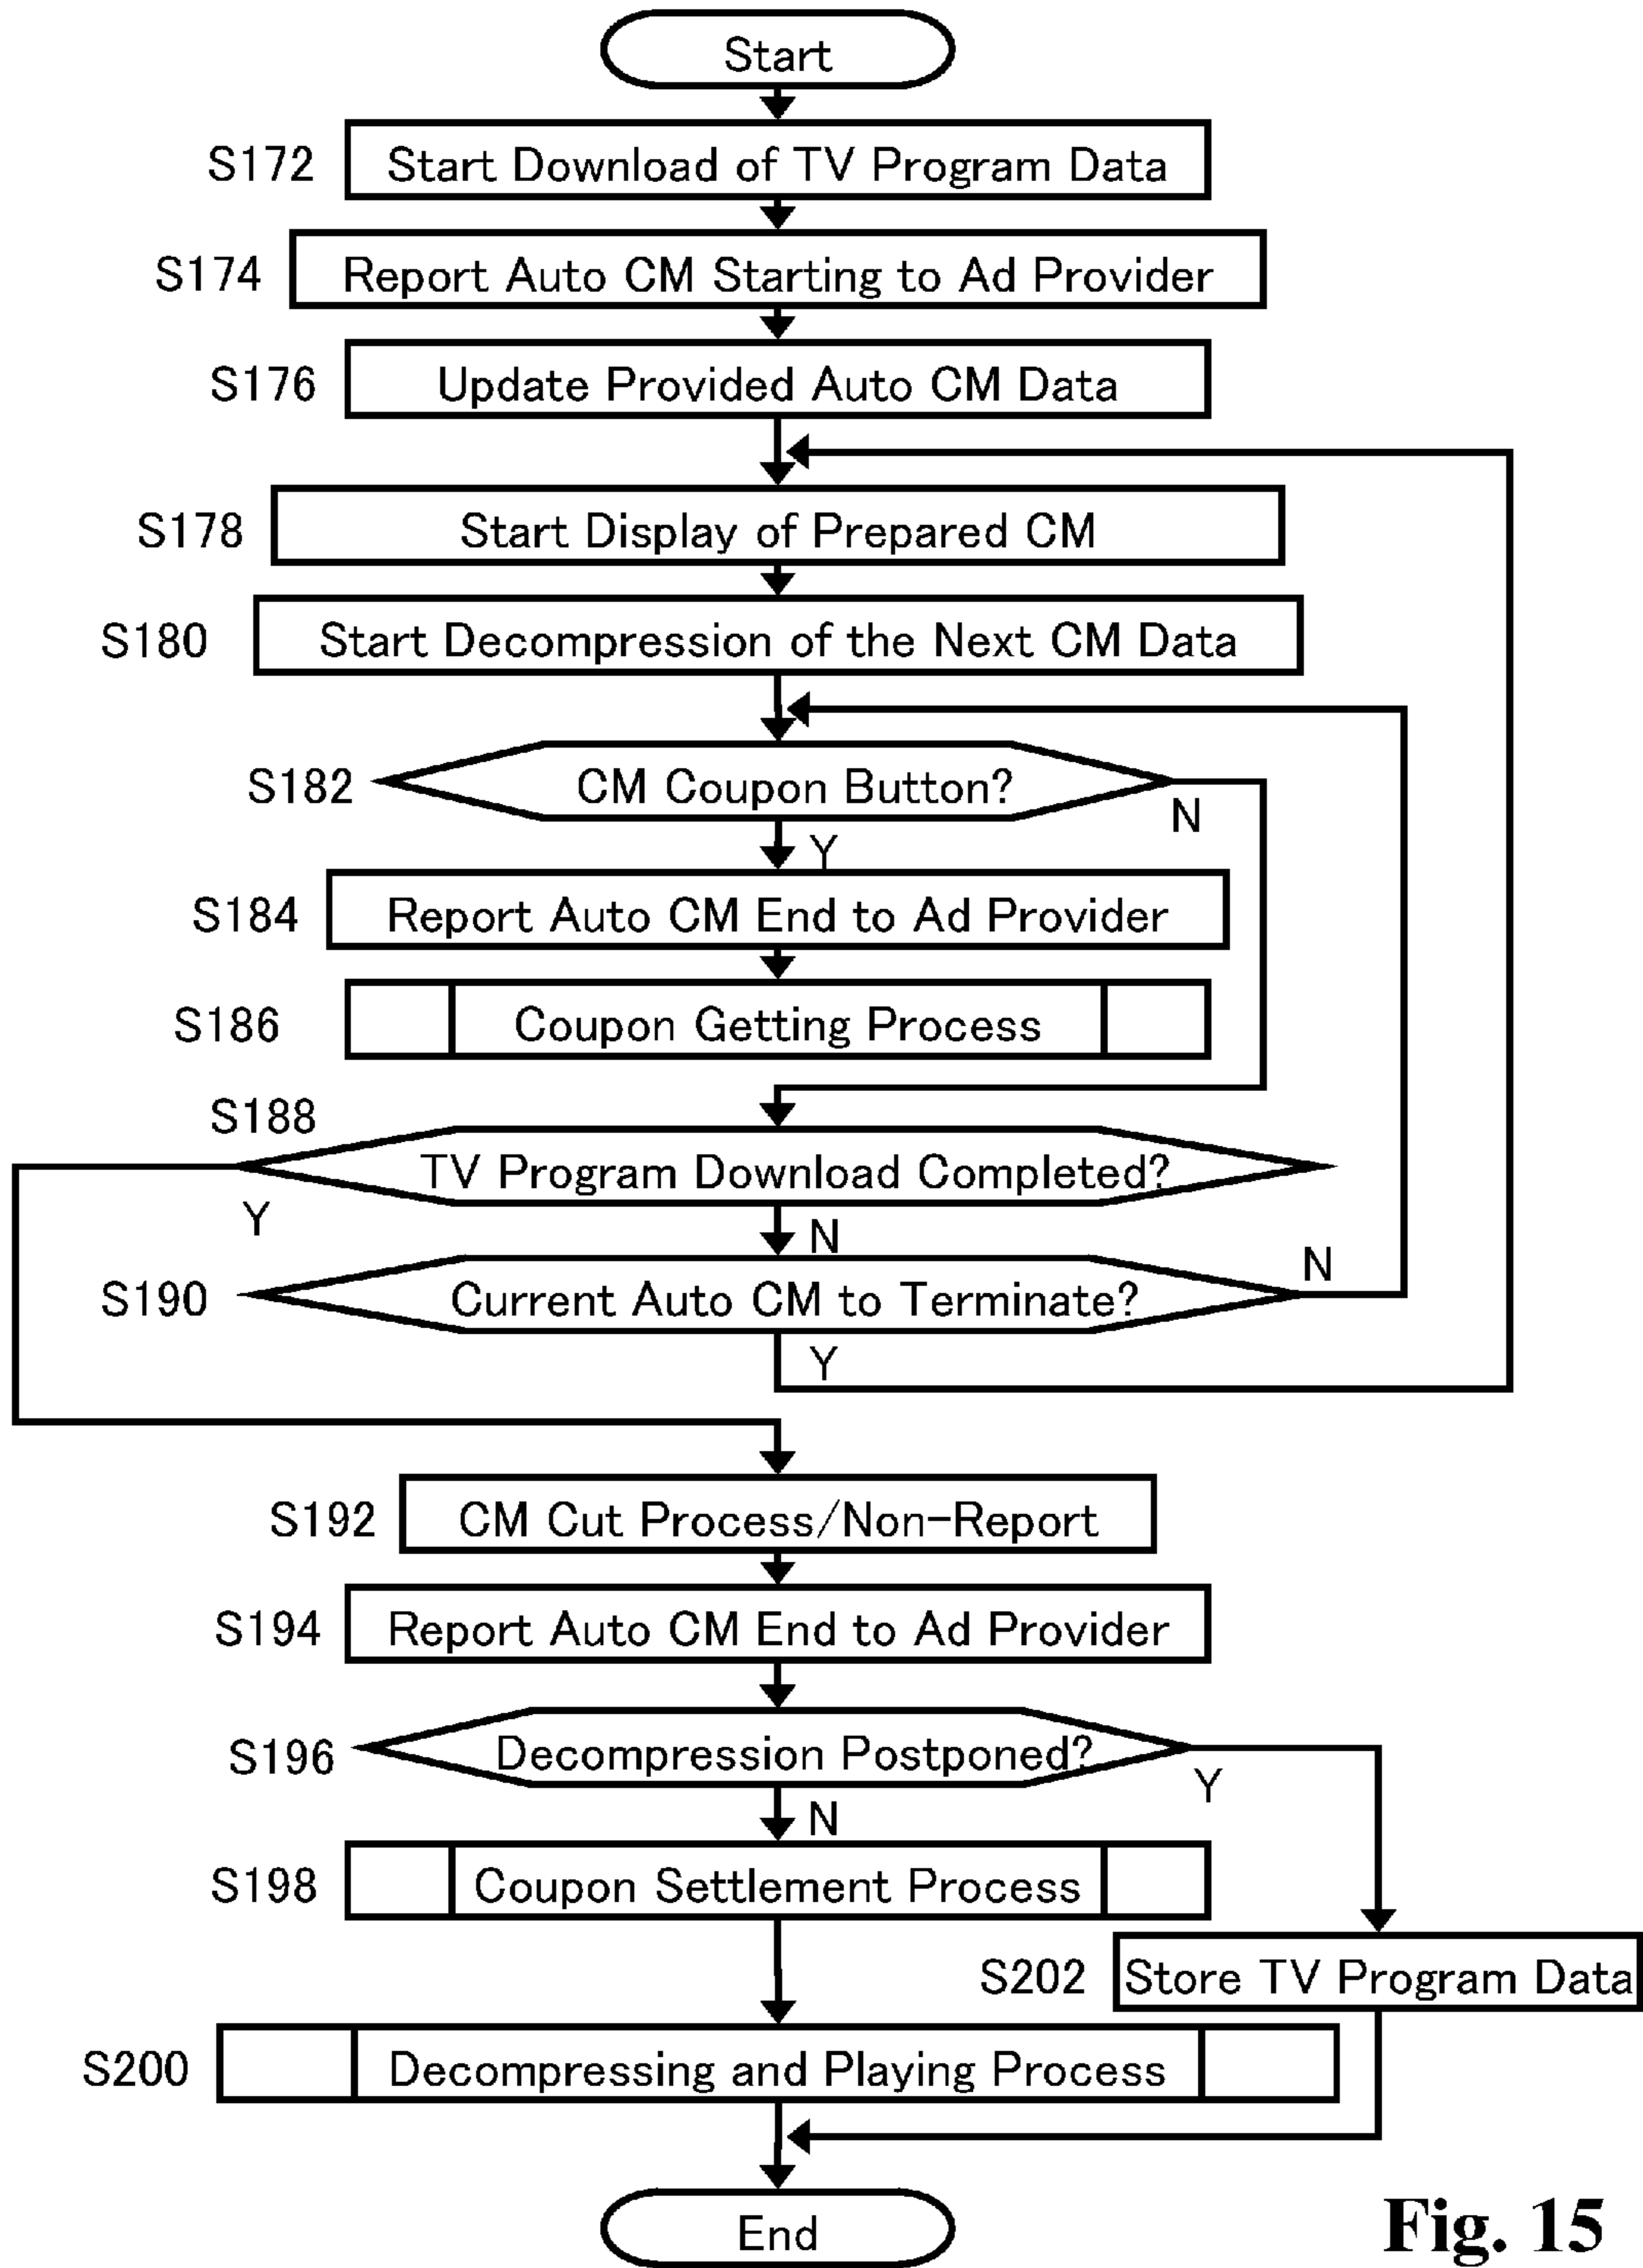 Start
S172 Start Download of TV Program Data
S174 Report Auto CM Starting to Ad Provider
S176 Update Provided Auto CM Data
S178 Start Display of Prepared CM
S180 Start Decompression of the Next CM Data
S182 CM Coupon Button?
N
Y
S184 Report Auto CM End to Ad Provider
S186 Coupon Getting Process
S188
TV Program Download Completed?
Y
N
S190 Current Auto CM to Terminate?
N
Y
S192 CM Cut Process/Non-Report
S194 Report Auto CM End to Ad Provider
S196 Decompression Postponed?
Y
N
S198 Coupon Settlement Process
S202 Store TV Program Data
S200 Decompressing and Playing Process
End
Fig. 15